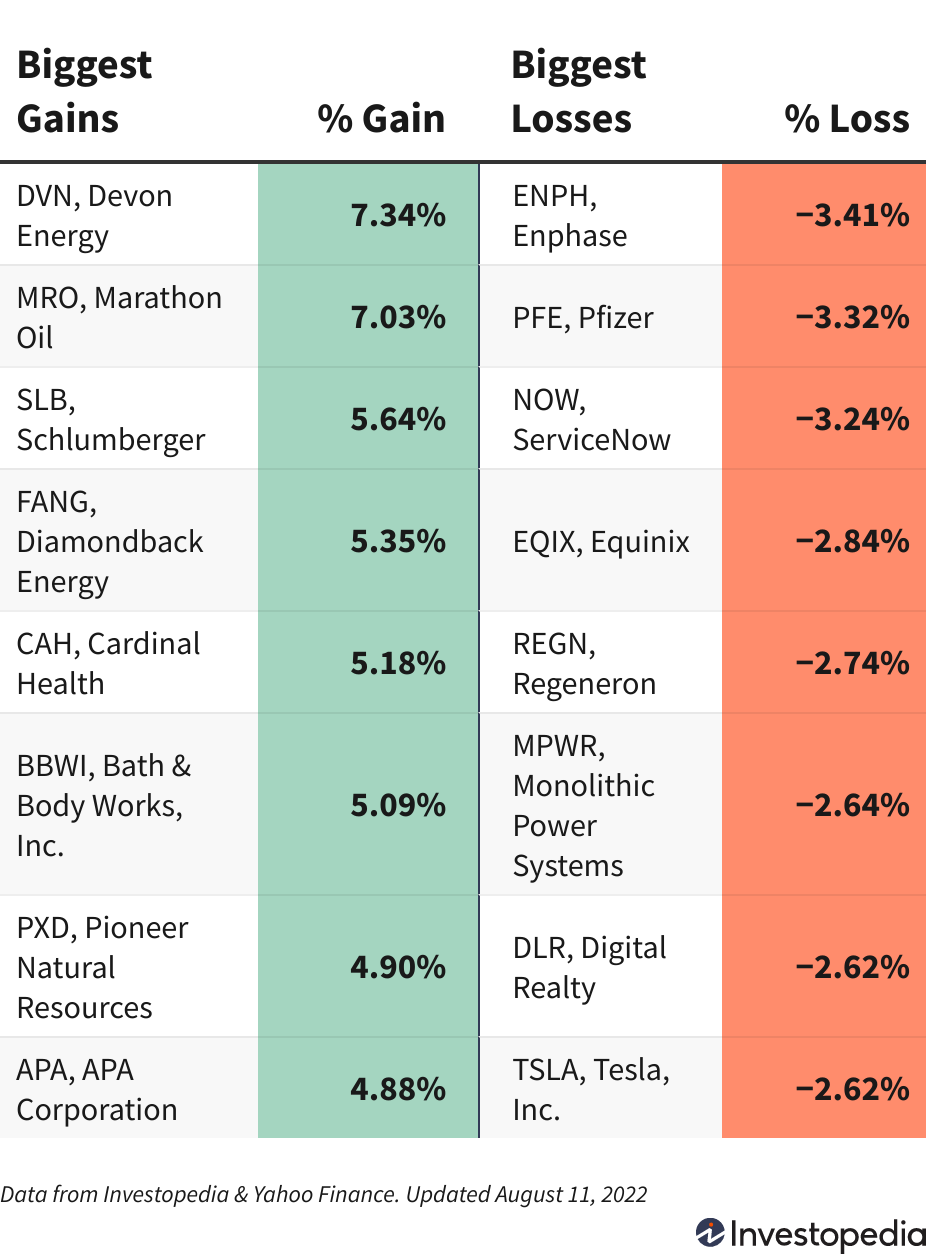 Biggest
Gains
% Gain
Biggest
Losses
% Loss
DVN, Devon
Energy
7.34%
ENPH,
Enphase
−3.41%
MRO, Marathon
Oil
7.03%
PFE, Pfizer
−3.32%
SLB,
Schlumberger
5.64%
NOW,
ServiceNow
−3.24%
FANG,
Diamondback
Energy
5.35%
EQIX, Equinix
−2.84%
CAH, Cardinal
Health
5.18%
REGN,
Regeneron
−2.74%
BBWI, Bath &
Body Works,
Inc.
5.09%
MPWR,
Monolithic
Power
Systems
−2.64%
PXD, Pioneer
Natural
Resources
4.90%
DLR, Digital
Realty
−2.62%
APA, APA
Corporation
4.88%
TSLA, Tesla,
Inc.
−2.62%
Data from Investopedia & Yahoo Finance. Updated August 11, 2022
Investopedia